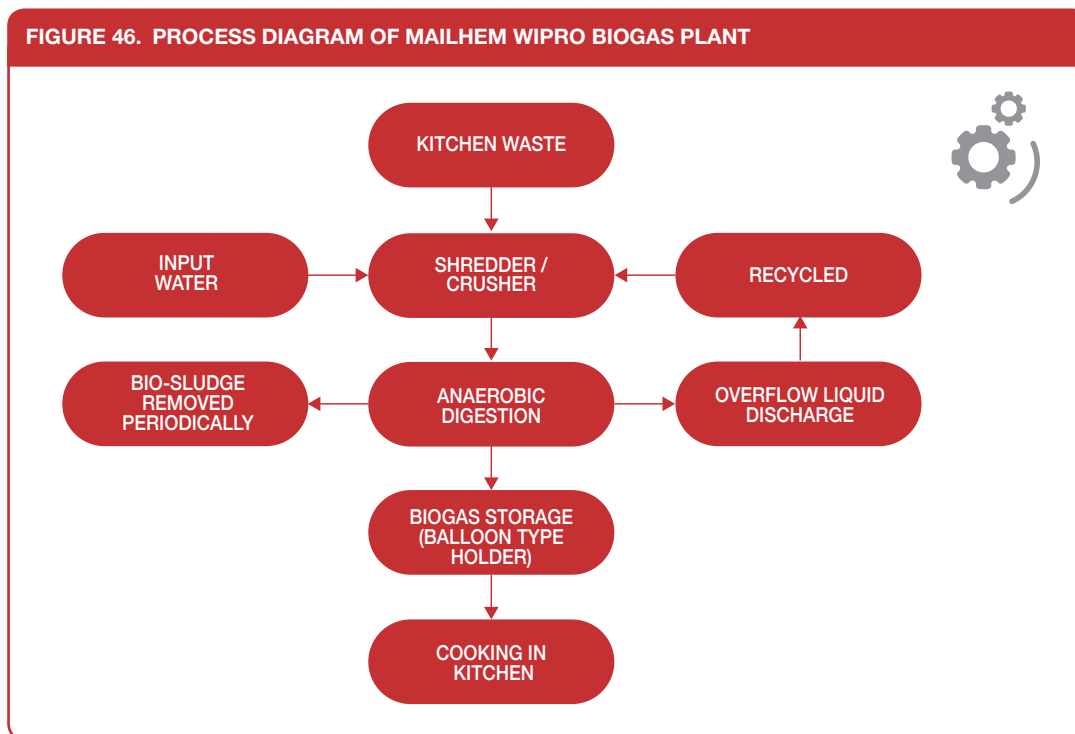 FIGURE 46. PROCESS DIAGRAM OF MAILHEM WIPRO BIOGAS PLANT
KITCHEN WASTE
INPUT
WATER
SHREDDER /
CRUSHER
RECYCLED
BIO-SLUDGE
REMOVED
PERIODICALLY
ANAEROBIC
DIGESTION
OVERFLOW LIQUID
DISCHARGE
BIOGAS STORAGE
(BALLOON TYPE
HOLDER)
COOKING IN
KITCHEN